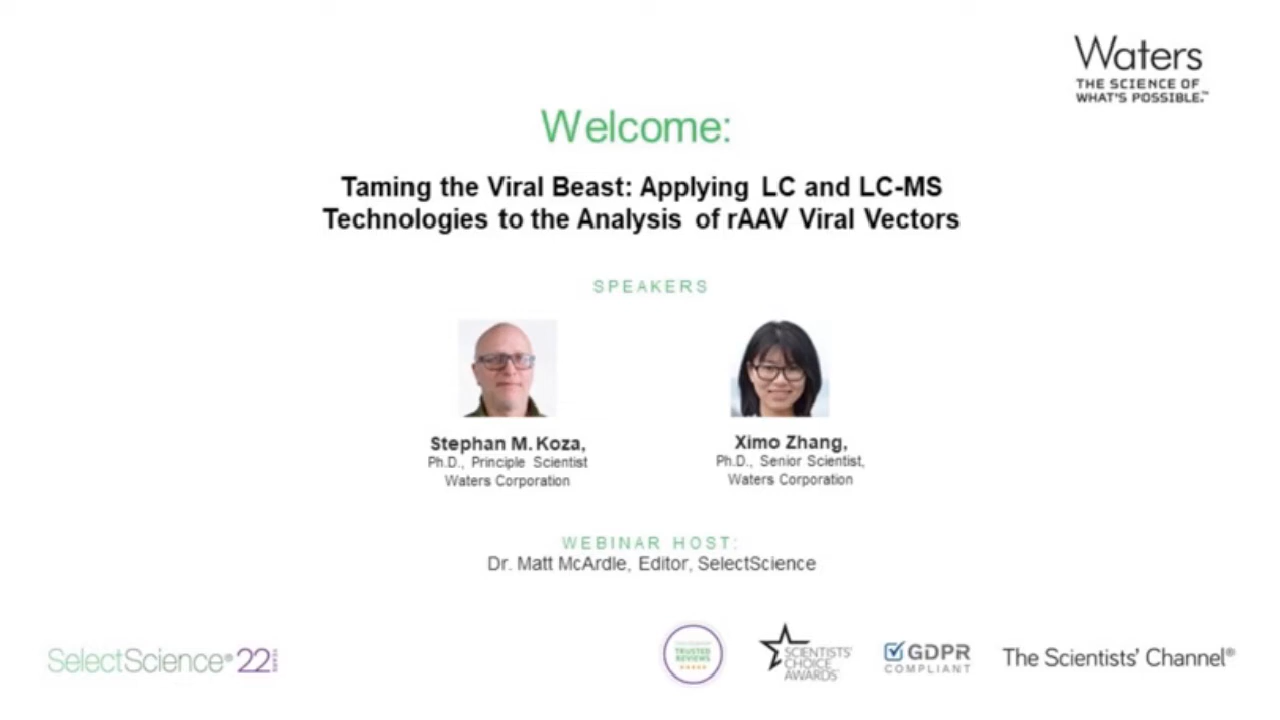 Waters
THE SCIENCE OF
WHAT'S POSSIBLE.™
Welcome:
Taming the Viral Beast: Applying LC and LC-MS
Technologies to the Analysis of rAAV Viral Vectors
SPEAKERS
Stephan M. Koza,
Ph.D., Principle Scientist
Waters Corporation
Ximo Zhang,
Ph.D., Senior Scientist,
Waters Corporation
WEBINAR HOST:
Dr. Matt McArdle, Editor, SelectScience
SelectScience® 22 YEARS
TRUSTED
REVIEWS
SCIENTISTS'
CHOICE
AWARDS
GDPR
COMPLIANT
The Scientists' Channel®